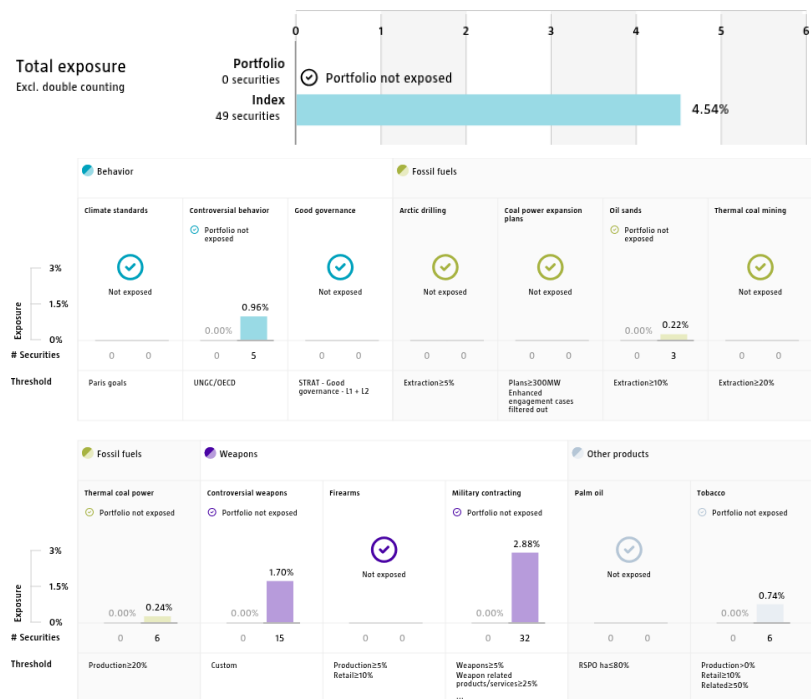 0 1 2 3 4 5 6
Total exposure
Excl. double counting
Portfolio
0 securities
Portfolio not exposed
Index
49 securities
4.54%
Behavior
Fossil fuels
Climate standards
Controversial behavior
Good governance
Arctic drilling
Coal power expansion
plans
Oil sands
Thermal coal mining
Portfolio not
exposed
Portfolio not
exposed
Not exposed
Not exposed
Not exposed
Not exposed
Not exposed
Exposure
3%
1.5%
0%
0.00%
0.96%
0.00%
0.22%
# Securities
0 0
0 5
0 0
0 0
0 0
0 3
0 0
Threshold
Paris goals
UNGC/OECD
STRAT - Good
governance - L1 + L2
Extraction≥5%
Plans≥300MW
Enhanced
engagement cases
filtered out
Extraction≥10%
Extraction≥20%
Fossil fuels
Weapons
Other products
Thermal coal power
Controversial weapons
Firearms
Military contracting
Palm oil
Tobacco
Portfolio not exposed
Portfolio not exposed
Portfolio not exposed
Portfolio not exposed
Not exposed
Not exposed
Exposure
3%
1.5%
0%
0.00%
0.24%
0.00%
1.70%
0.00%
2.88%
0.00%
0.74%
# Securities
0 6
0 15
0 0
0 32
0 0
0 6
Threshold
Production≥20%
Custom
Production≥5%
Retail≥10%
Weapons≥5%
Weapon related
products/services≥25%
RSPO ha≤80%
Production>0%
Retail≥10%
Related≥50%